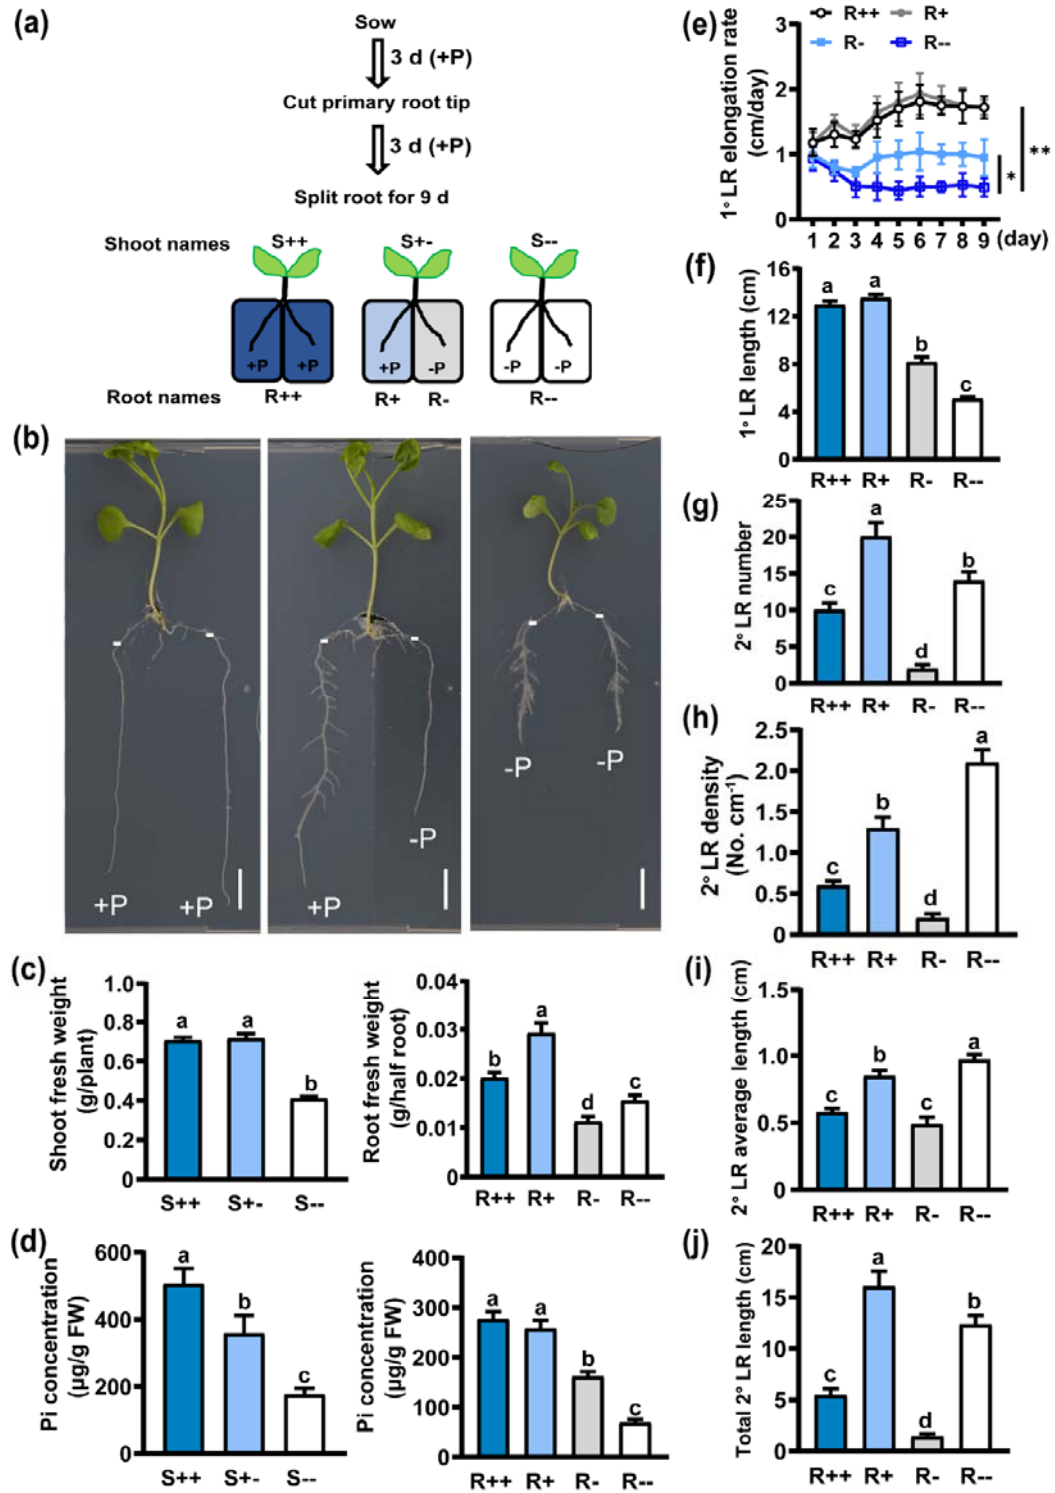 (a)
Sow
3 d (+P)
Cut primary root tip
3 d (+P)
Split root for 9 d
Shoot names
S++
S+-
S--
+P
+P
+P
-P
-P
-P
Root names
R++
R+
R-
R--
(b)
+P
+P
+P
-P
-P
-P
(c)
Shoot fresh weight
(g/plant)
1.0
0.8
0.6
0.4
0.2
0
a
a
b
S++
S+-
S--
Root fresh weight
(g/half root)
0.04
0.03
0.02
0.01
0
b
a
d
c
R++
R+
R-
R--
(d)
Pi concentration
(µg/g FW)
600
400
200
0
a
b
c
S++
S+-
S--
Pi concentration
(µg/g FW)
400
300
200
100
0
a
a
b
c
R++
R+
R-
R--
(e)
R++
R+
R-
R--
1° LR elongation rate
(cm/day)
3
2
1
0
**
*
1 2 3 4 5 6 7 8 9 (day)
(f)
1° LR length (cm)
16
12
8
4
0
a
a
b
c
R++
R+
R-
R--
(g)
2° LR number
25
20
15
10
5
0
c
a
d
b
R++
R+
R-
R--
(h)
2° LR density
(No. cm⁻¹)
2.5
2.0
1.5
1.0
0.5
0
c
b
d
a
R++
R+
R-
R--
(i)
2° LR average length (cm)
1.5
1.0
0.5
0
c
b
c
a
R++
R+
R-
R--
(j)
Total 2° LR length (cm)
20
15
10
5
0
c
a
d
b
R++
R+
R-
R--